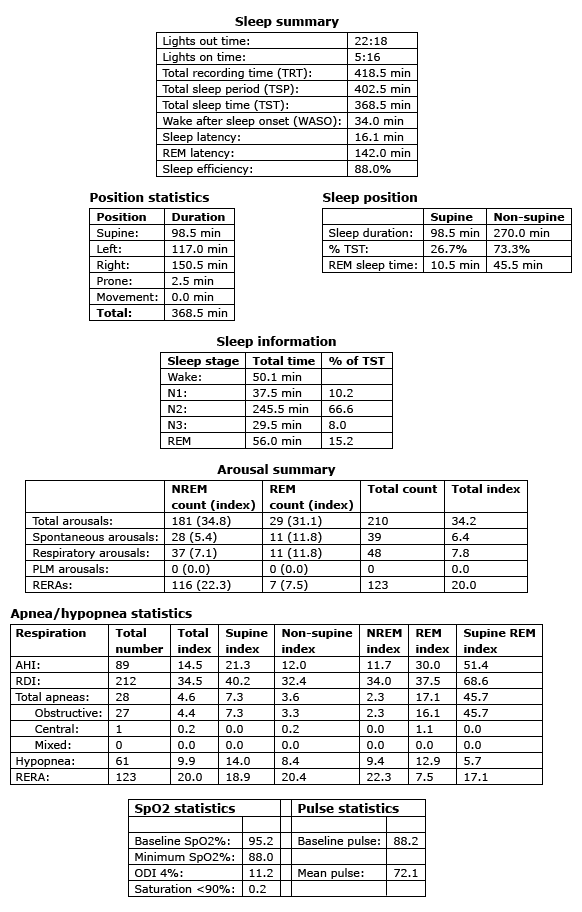 Sleep summary
Lights out time: 22:18
Lights on time: 5:16
Total recording time (TRT): 418.5 min
Total sleep period (TSP): 402.5 min
Total sleep time (TST): 368.5 min
Wake after sleep onset (WASO): 34.0 min
Sleep latency: 16.1 min
REM latency: 142.0 min
Sleep efficiency: 88.0%
Position statistics
Position Duration
Supine: 98.5 min
Left: 117.0 min
Right: 150.5 min
Prone: 2.5 min
Movement: 0.0 min
Total: 368.5 min
Sleep position
Supine Non-supine
Sleep duration: 98.5 min 270.0 min
% TST: 26.7% 73.3%
REM sleep time: 10.5 min 45.5 min
Sleep information
Sleep stage Total time % of TST
Wake: 50.1 min
N1: 37.5 min 10.2
N2: 245.5 min 66.6
N3: 29.5 min 8.0
REM 56.0 min 15.2
Arousal summary
NREM REM Total count Total index
count (index) count (index)
Total arousals: 181 (34.8) 29 (31.1) 210 34.2
Spontaneous arousals: 28 (5.4) 11 (11.8) 39 6.4
Respiratory arousals: 37 (7.1) 11 (11.8) 48 7.8
PLM arousals: 0 (0.0) 0 (0.0) 0 0.0
RERAs: 116 (22.3) 7 (7.5) 123 20.0
Apnea/hypopnea statistics
Respiration Total Total Supine Non-supine NREM REM Supine REM
number index index index index index index
AHI: 89 14.5 21.3 12.0 11.7 30.0 51.4
RDI: 212 34.5 40.2 32.4 34.0 37.5 68.6
Total apneas: 28 4.6 7.3 3.6 2.3 17.1 45.7
Obstructive: 27 4.4 7.3 3.3 2.3 16.1 45.7
Central: 1 0.2 0.0 0.2 0.0 1.1 0.0
Mixed: 0 0.0 0.0 0.0 0.0 0.0 0.0
Hypopnea: 61 9.9 14.0 8.4 9.4 12.9 5.7
RERA: 123 20.0 18.9 20.4 22.3 7.5 17.1
SpO2 statistics Pulse statistics
Baseline SpO2%: 95.2 Baseline pulse: 88.2
Minimum SpO2%: 88.0
ODI 4%: 11.2 Mean pulse: 72.1
Saturation <90%: 0.2